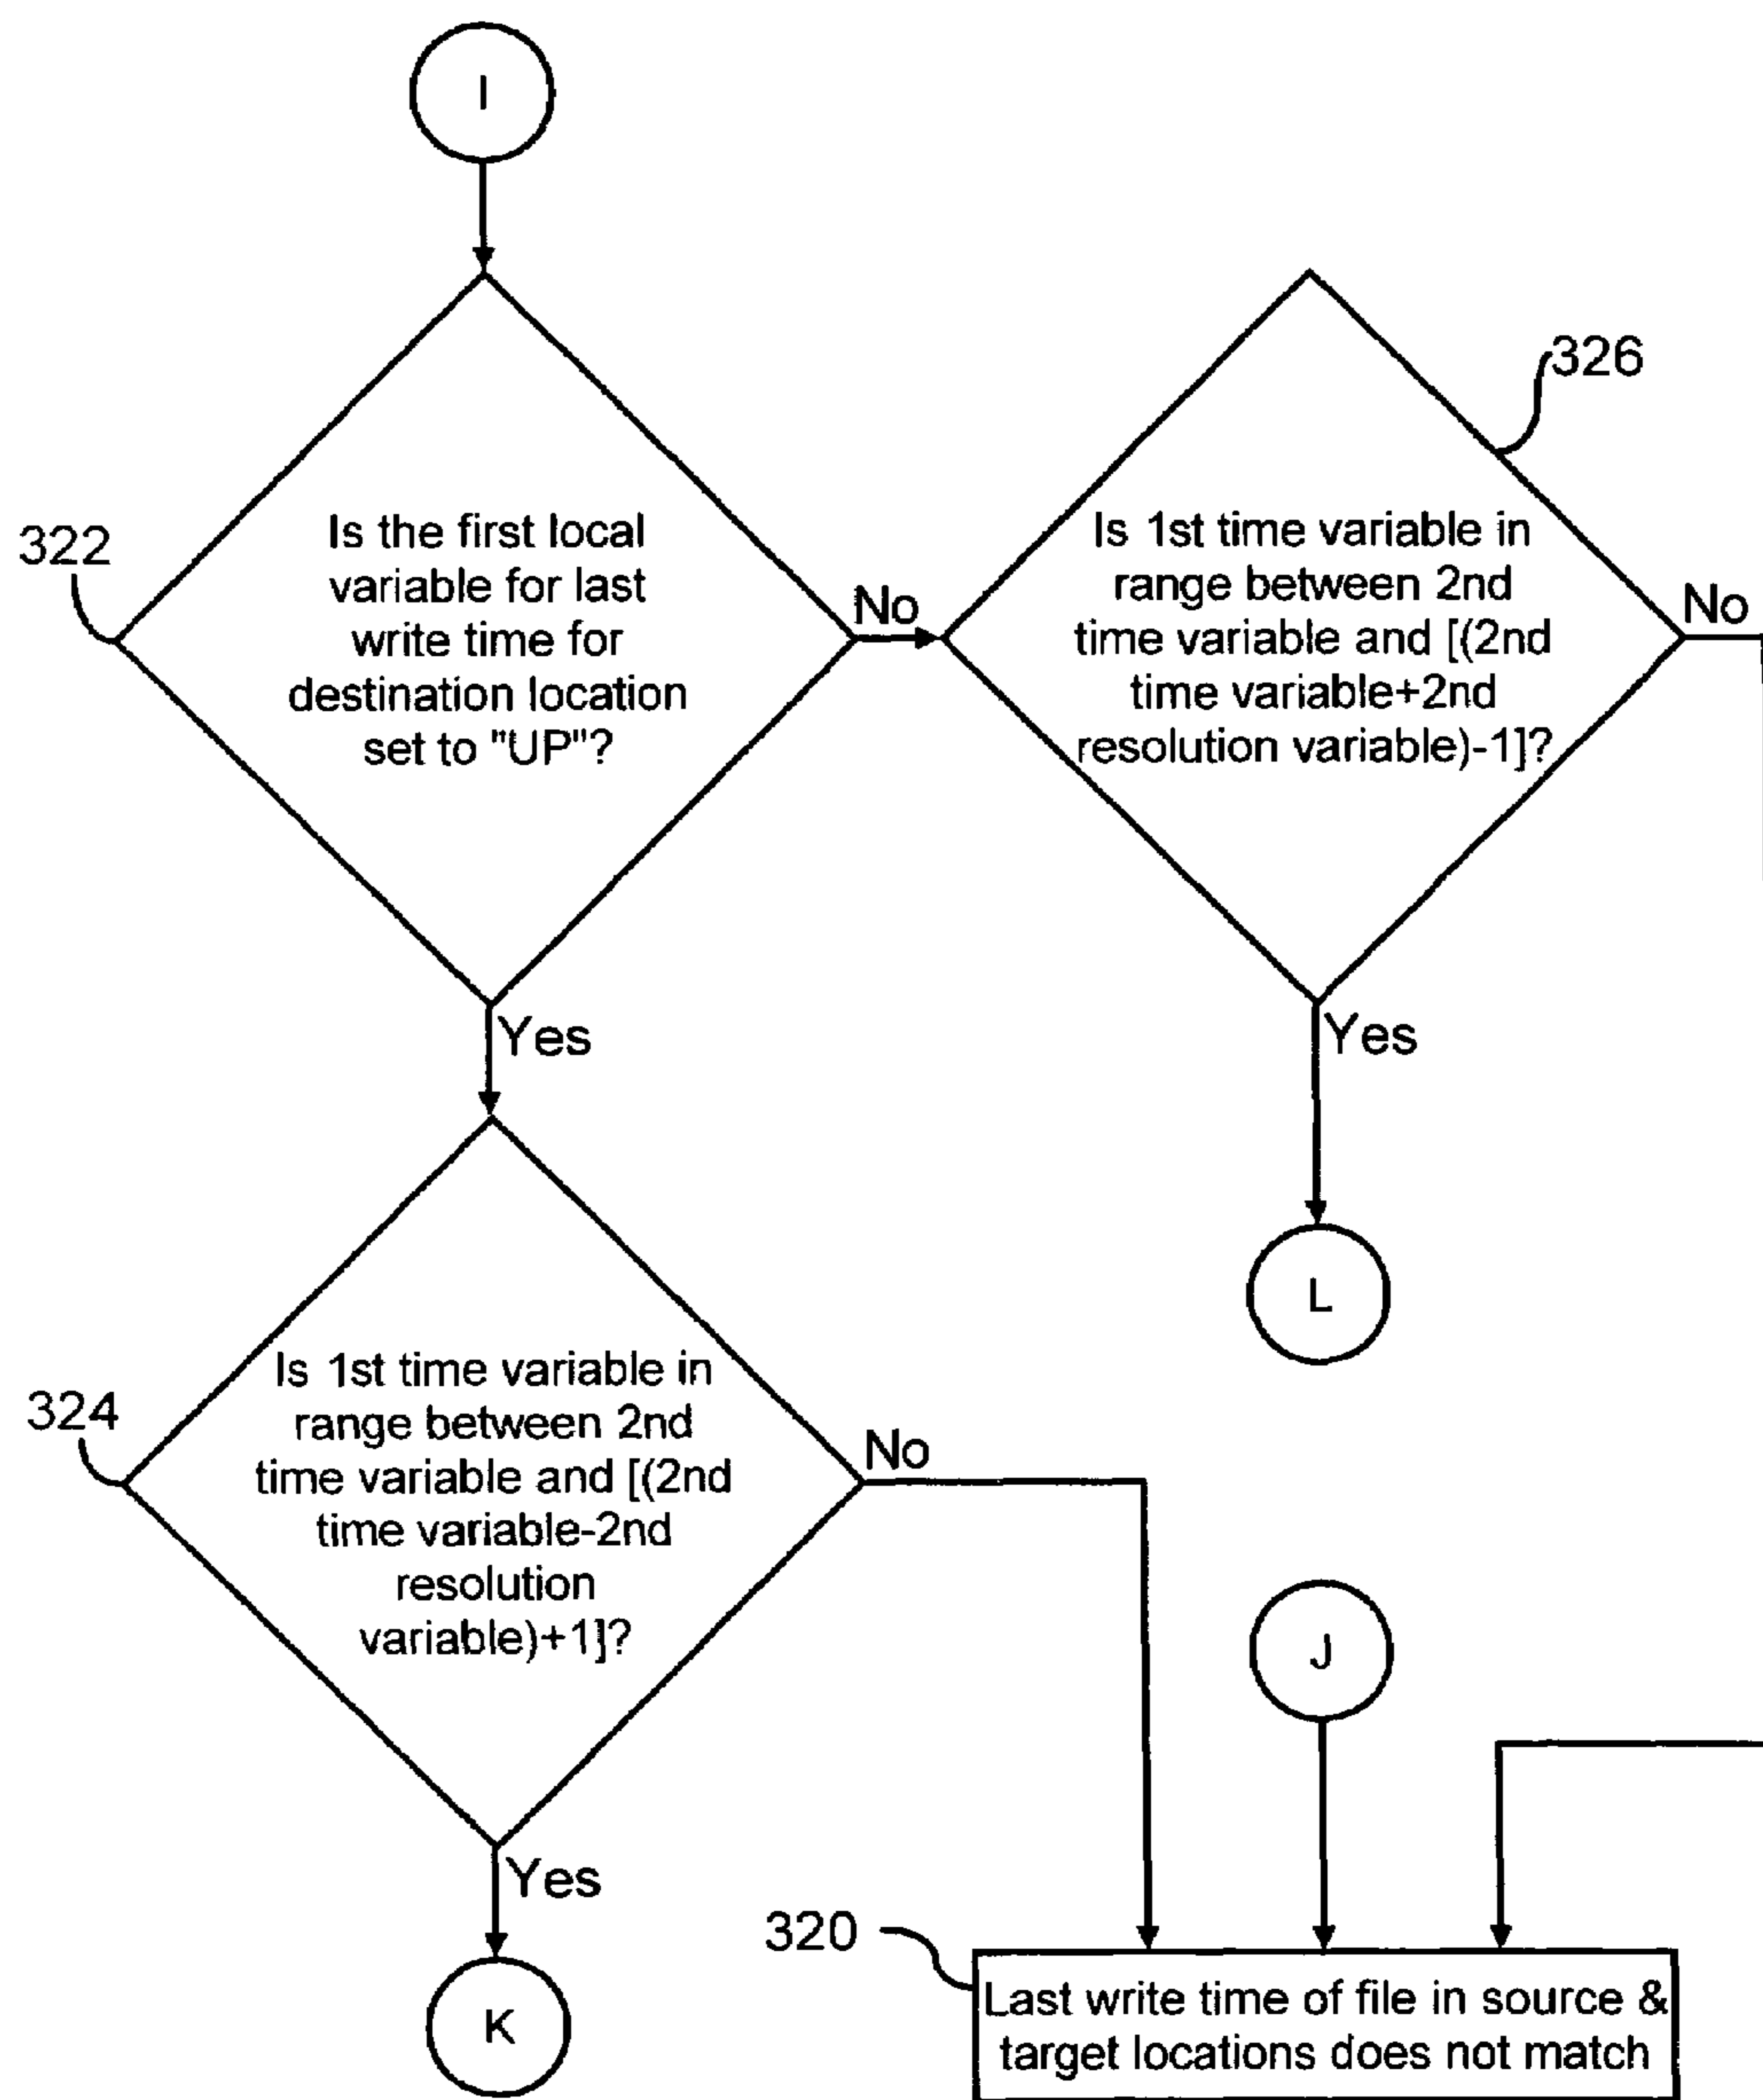 I
322
Is the first local
variable for last
write time for
destination location
set to "UP"?
No
Yes
326
Is 1st time variable in
range between 2nd
time variable and [(2nd
time variable+2nd
resolution variable)-1]?
No
Yes
L
324
Is 1st time variable in
range between 2nd
time variable and [(2nd
time variable-2nd
resolution
variable)+1]?
No
Yes
K
J
320
Last write time of file in source &
target locations does not match